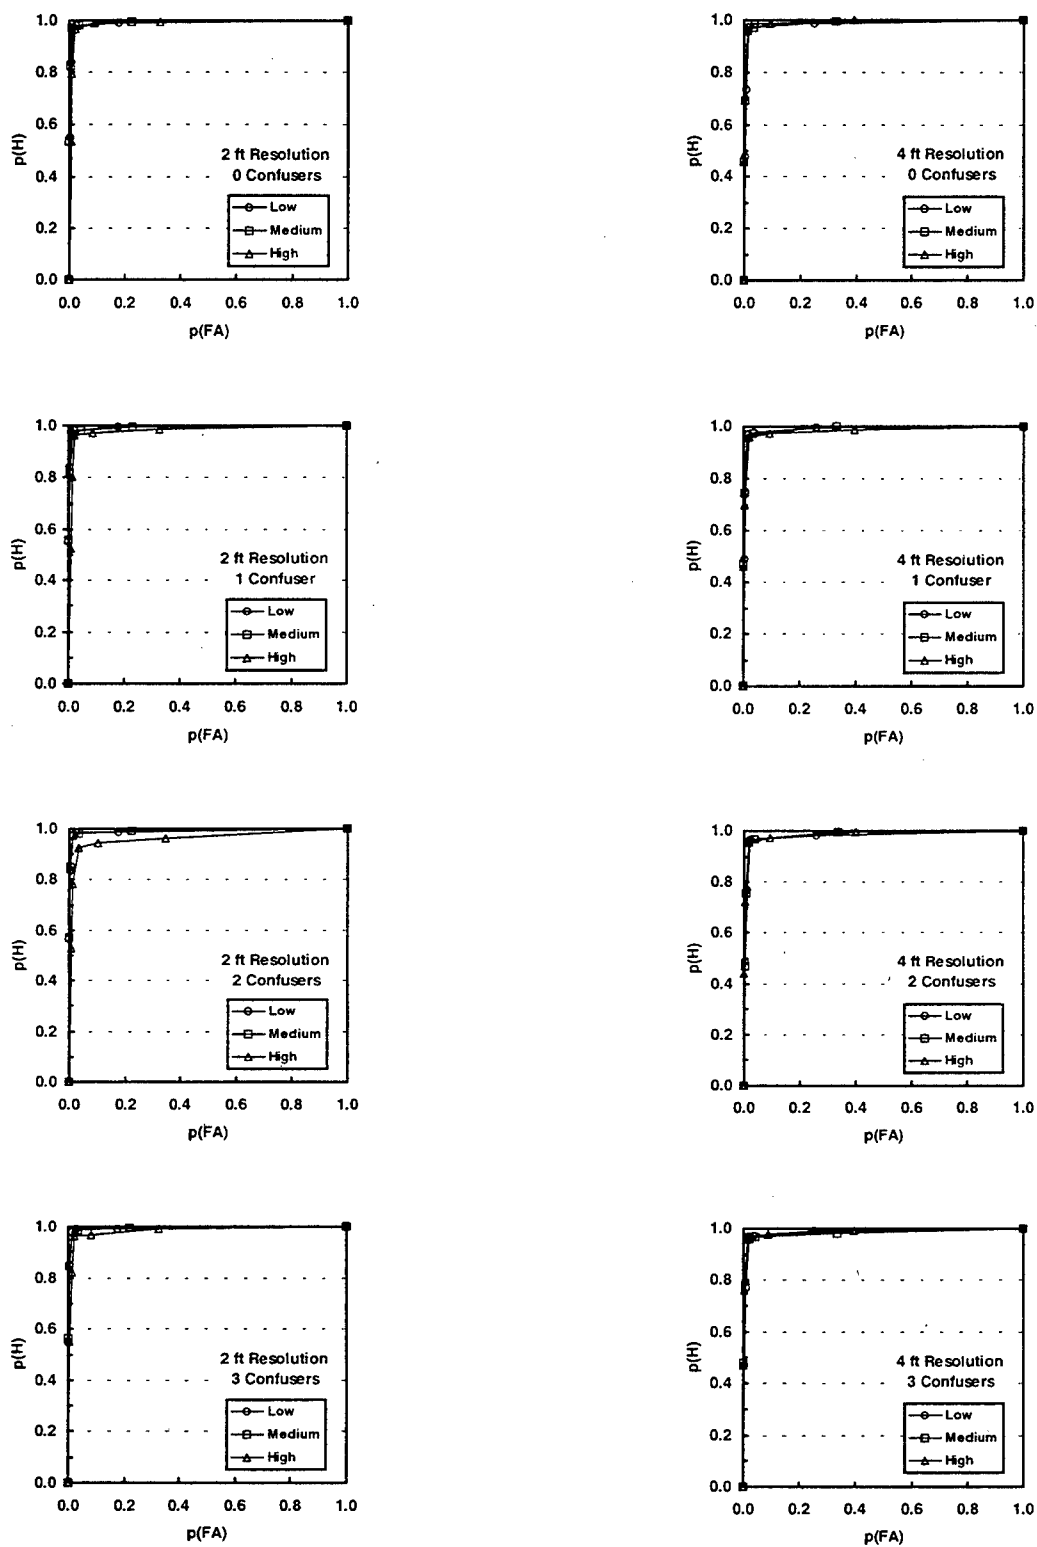 1.0
0.8
0.6
0.4
0.2
0.0
p(H)
2 ft Resolution
0 Confusers
Low
Medium
High
0.0 0.2 0.4 0.6 0.8 1.0
p(FA)
1.0
0.8
0.6
0.4
0.2
0.0
p(H)
4 ft Resolution
0 Confusers
Low
Medium
High
0.0 0.2 0.4 0.6 0.8 1.0
p(FA)
1.0
0.8
0.6
0.4
0.2
0.0
p(H)
2 ft Resolution
1 Confuser
Low
Medium
High
0.0 0.2 0.4 0.6 0.8 1.0
p(FA)
1.0
0.8
0.6
0.4
0.2
0.0
p(H)
4 ft Resolution
1 Confuser
Low
Medium
High
0.0 0.2 0.4 0.6 0.8 1.0
p(FA)
1.0
0.8
0.6
0.4
0.2
0.0
p(H)
2 ft Resolution
2 Confusers
Low
Medium
High
0.0 0.2 0.4 0.6 0.8 1.0
p(FA)
1.0
0.8
0.6
0.4
0.2
0.0
p(H)
4 ft Resolution
2 Confusers
Low
Medium
High
0.0 0.2 0.4 0.6 0.8 1.0
p(FA)
1.0
0.8
0.6
0.4
0.2
0.0
p(H)
2 ft Resolution
3 Confusers
Low
Medium
High
0.0 0.2 0.4 0.6 0.8 1.0
p(FA)
1.0
0.8
0.6
0.4
0.2
0.0
p(H)
4 ft Resolution
3 Confusers
Low
Medium
High
0.0 0.2 0.4 0.6 0.8 1.0
p(FA)